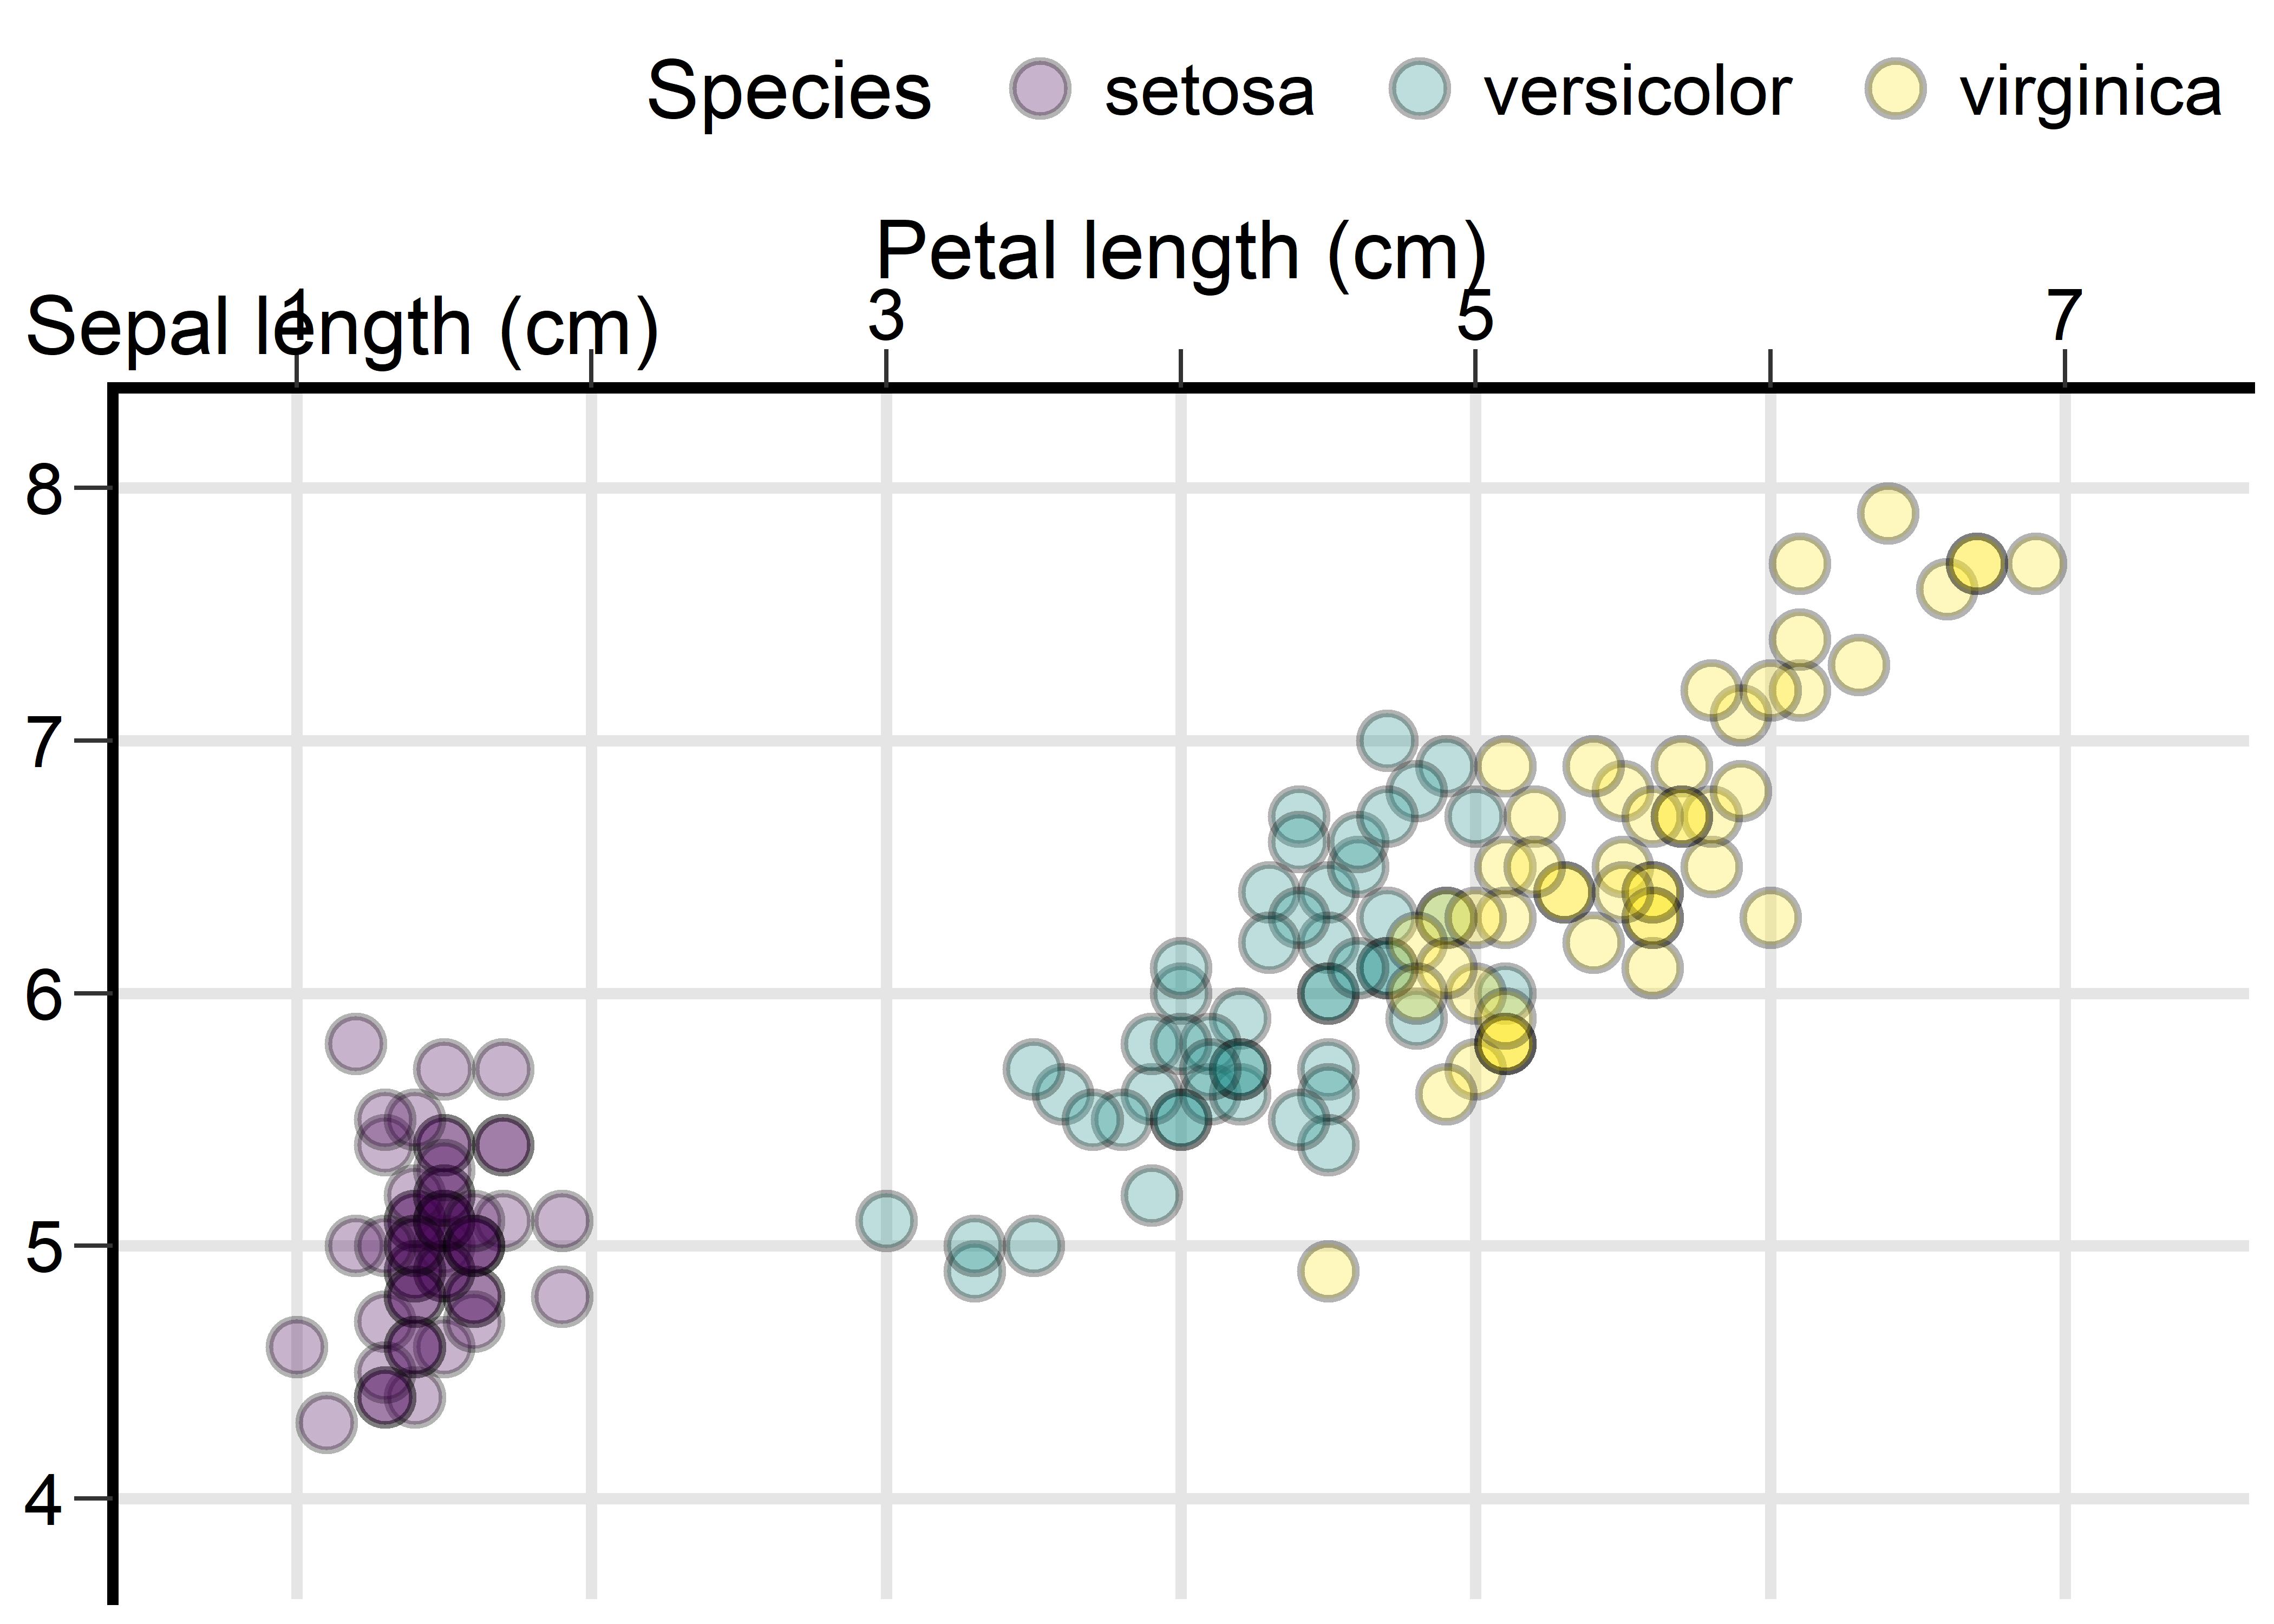 Species setosa versicolor virginica
Petal length (cm)
Sepal length (cm)
1 3 5 7
8
7
6
5
4